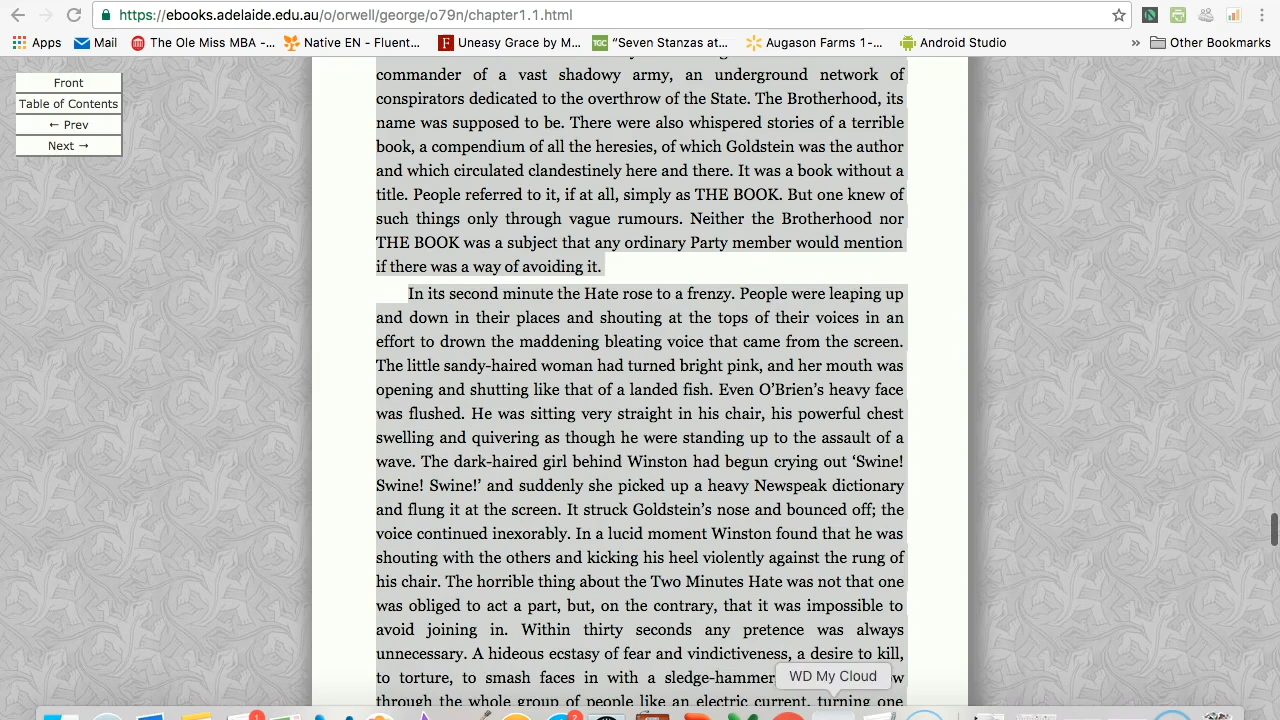 https://ebooks.adelaide.edu.au/o/orwell/george/o79n/chapter1.1.html
Apps Mail The Ole Miss MBA -... Native EN - Fluent... Uneasy Grace by M... TGC “Seven Stanzas at... Augason Farms 1-... Android Studio » Other Bookmarks
Front
Table of Contents
← Prev
Next →
commander of a vast shadowy army, an underground network of
conspirators dedicated to the overthrow of the State. The Brotherhood, its
name was supposed to be. There were also whispered stories of a terrible
book, a compendium of all the heresies, of which Goldstein was the author
and which circulated clandestinely here and there. It was a book without a
title. People referred to it, if at all, simply as THE BOOK. But one knew of
such things only through vague rumours. Neither the Brotherhood nor
THE BOOK was a subject that any ordinary Party member would mention
if there was a way of avoiding it.
In its second minute the Hate rose to a frenzy. People were leaping up
and down in their places and shouting at the tops of their voices in an
effort to drown the maddening bleating voice that came from the screen.
The little sandy-haired woman had turned bright pink, and her mouth was
opening and shutting like that of a landed fish. Even O’Brien’s heavy face
was flushed. He was sitting very straight in his chair, his powerful chest
swelling and quivering as though he were standing up to the assault of a
wave. The dark-haired girl behind Winston had begun crying out ‘Swine!
Swine! Swine!’ and suddenly she picked up a heavy Newspeak dictionary
and flung it at the screen. It struck Goldstein’s nose and bounced off; the
voice continued inexorably. In a lucid moment Winston found that he was
shouting with the others and kicking his heel violently against the rung of
his chair. The horrible thing about the Two Minutes Hate was not that one
was obliged to act a part, but, on the contrary, that it was impossible to
avoid joining in. Within thirty seconds any pretence was always
unnecessary. A hideous ecstasy of fear and vindictiveness, a desire to kill,
to torture, to smash faces in with a sledge-hammer
WD My Cloud
through the whole group of people like an electric current, turning one